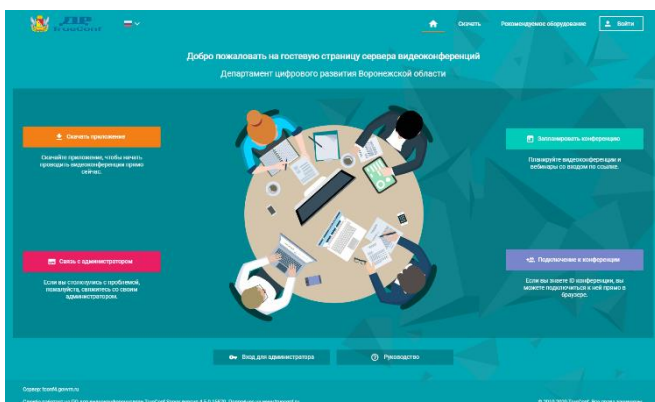 TrueConf
Скачать
Рекомендуемое оборудование
Войти
Добро пожаловать на гостевую страницу сервера видеоконференций
Департамент цифрового развития Воронежской области
Скачать приложение
Скачайте приложение, чтобы начать
проводить видеоконференции прямо
сейчас.
Запланировать конференцию
Планируйте видеоконференции и
вебинары со входом по ссылке.
Связь с администратором
Если вы столкнулись с проблемой,
пожалуйста, свяжитесь со своим
администратором.
Подключение к конференции
Если вы знаете ID конференции, вы
можете подключиться к ней прямо в
браузере.
Вход для администратора
Руководство